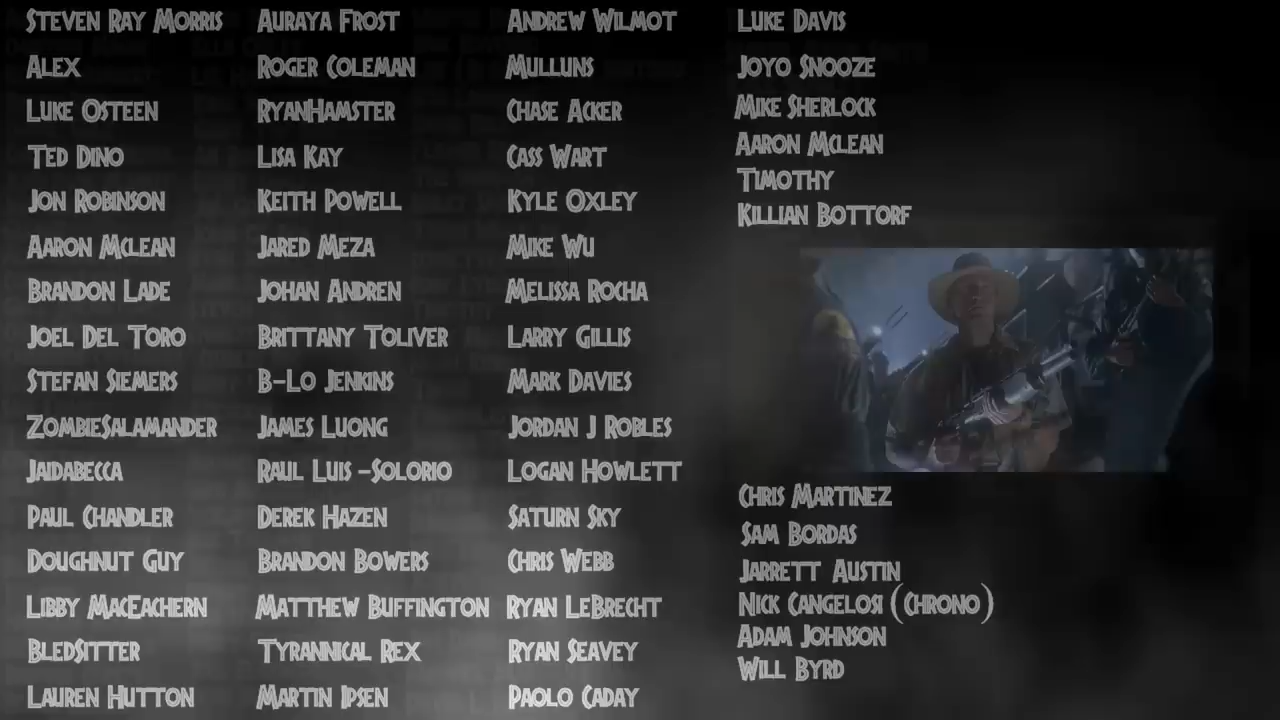 Steven Ray Morris
Alex
Luke Osteen
Ted Dino
Jon Robinson
Aaron Mclean
Brandon Lade
Joel Del Toro
Stefan Siemers
ZombieSalamander
Jaidabecca
Paul Chandler
Doughnut Guy
Libby MacEachern
BledSitter
Lauren Hutton
Auraya Frost
Roger Coleman
RyanHamster
Lisa Kay
Keith Powell
Jared Meza
Johan Andren
Brittany Toliver
B-Lo Jenkins
James Luong
Raul Luis -Solorio
Derek Hazen
Brandon Bowers
Matthew Buffington
Tyrannical Rex
Martin Ipsen
Andrew Wilmot
Mulluns
Chase Acker
Cass Wart
Kyle Oxley
Mike Wu
Melissa Rocha
Larry Gillis
Mark Davies
Jordan J Robles
Logan Howlett
Saturn Sky
Chris Webb
Ryan LeBrecht
Ryan Seavey
Paolo Caday
Luke Davis
Joyo Snooze
Mike Sherlock
Aaron Mclean
Timothy
Killian Bottorf
Chris Martinez
Sam Bordas
Jarrett Austin
Nick Cangelosi (Chrono)
Adam Johnson
Will Byrd